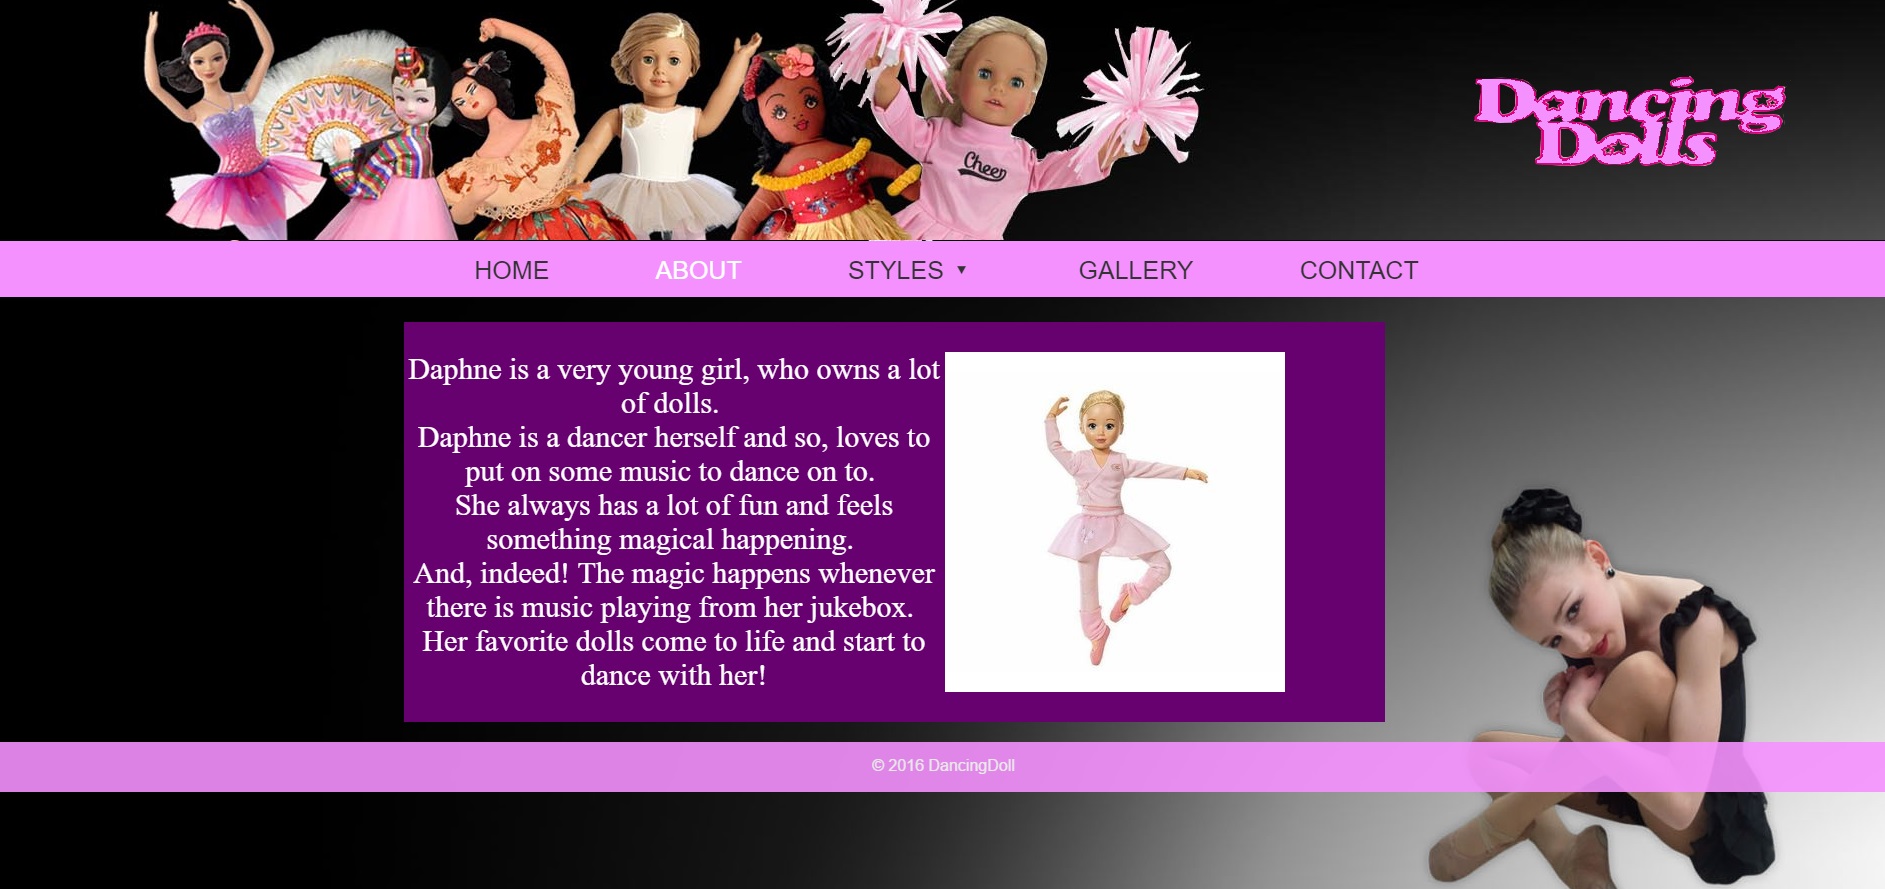 Cheer
Dancing
Dolls
HOME ABOUT STYLES ▼ GALLERY CONTACT
Daphne is a very young girl, who owns a lot
of dolls.
Daphne is a dancer herself and so, loves to
put on some music to dance on to.
She always has a lot of fun and feels
something magical happening.
And, indeed! The magic happens whenever
there is music playing from her jukebox.
Her favorite dolls come to life and start to
dance with her!
© 2016 DancingDoll